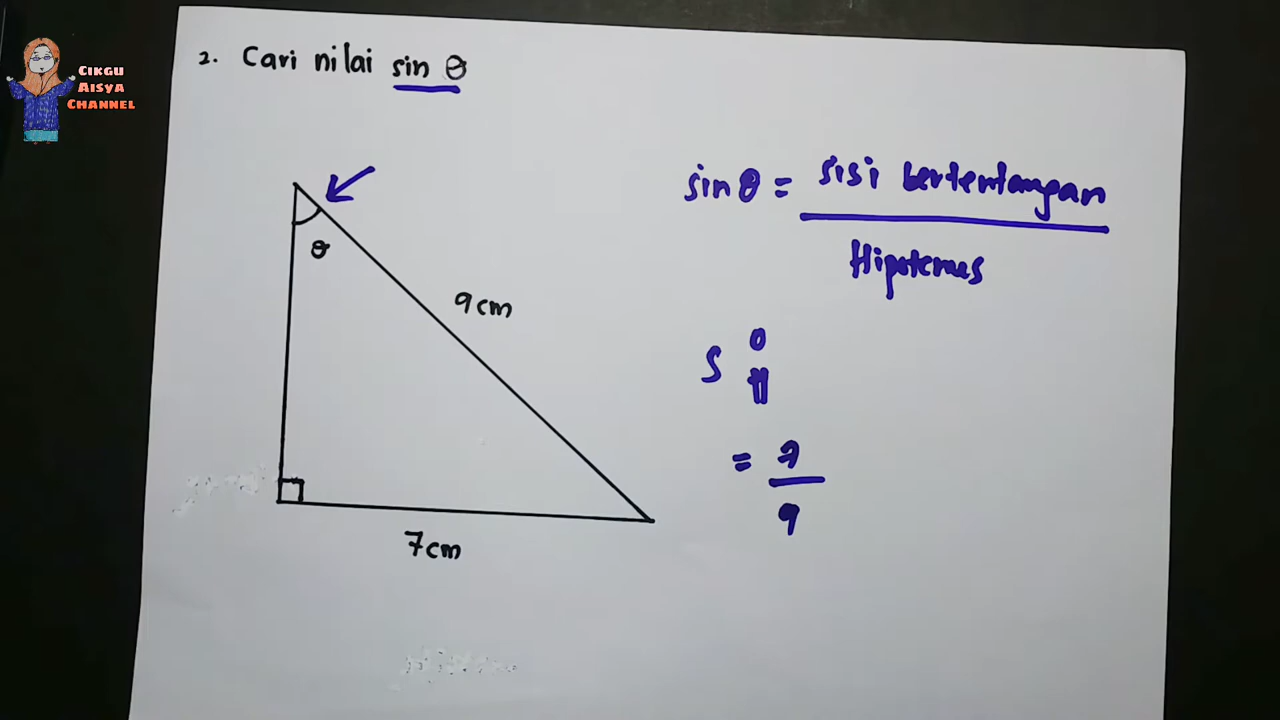 CIKGU
AISYA
CHANNEL
2. Cari nilai sin θ
θ
9cm
7cm
sin θ = sisi bertentangan
Hipotenus
S O
H
= 7
9